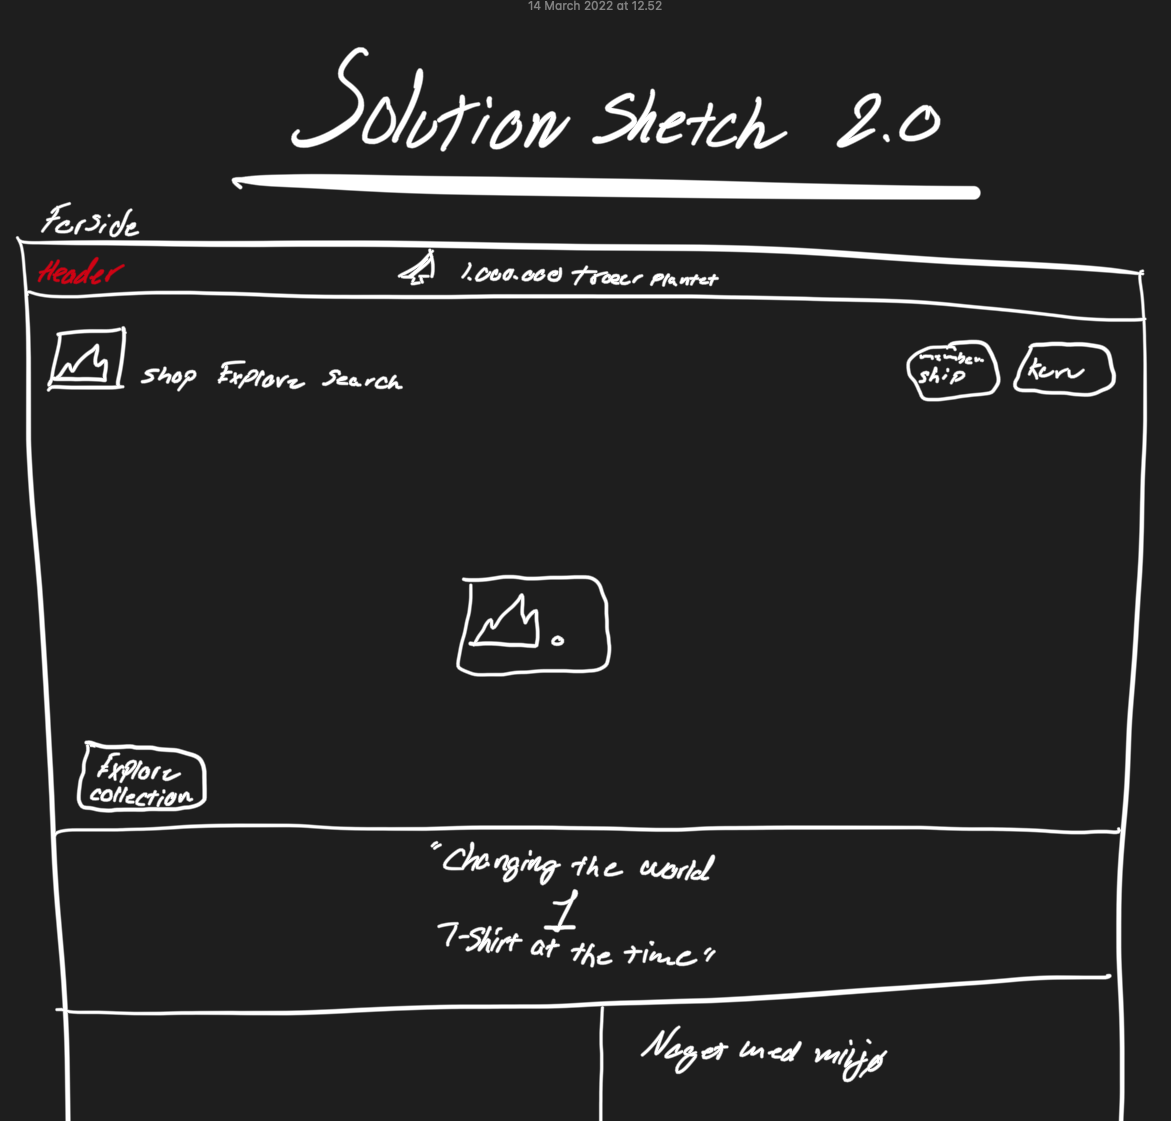 14 March 2022 at 12.52
Solution Sketch 2.0
Forside
Header
1.000.000 Træer plantet
Shop Explore Search
member
ship
Kurv
Explore
collection
"Changing the world
1
T-Shirt at the time"
Noget med miljø